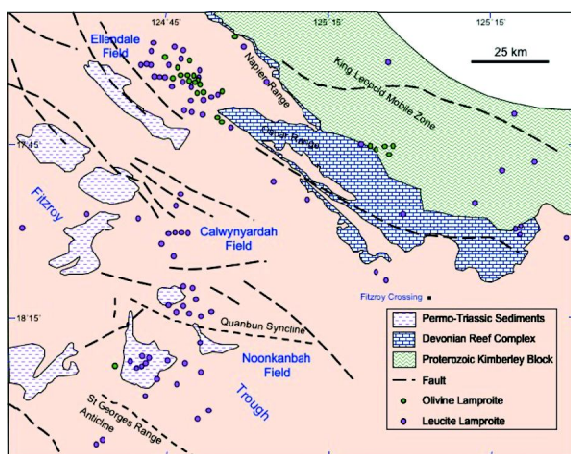 124 45
125 15
125 15
Ellendale
Field
Napier Range
25 km
King Leopold Mobile Zone
17 45
Oscar Range
Fitzroy
Calwynyardah
Field
Fitzroy Crossing
18 15
Quanbun Syncline
Noonkanbah
Field
Trough
St Georges Range
Anticine
Permo-Triassic Sediments
Devonian Reef Complex
Proterozoic Kimberley Block
Fault
Olivine Lamproite
Leucite Lamproite